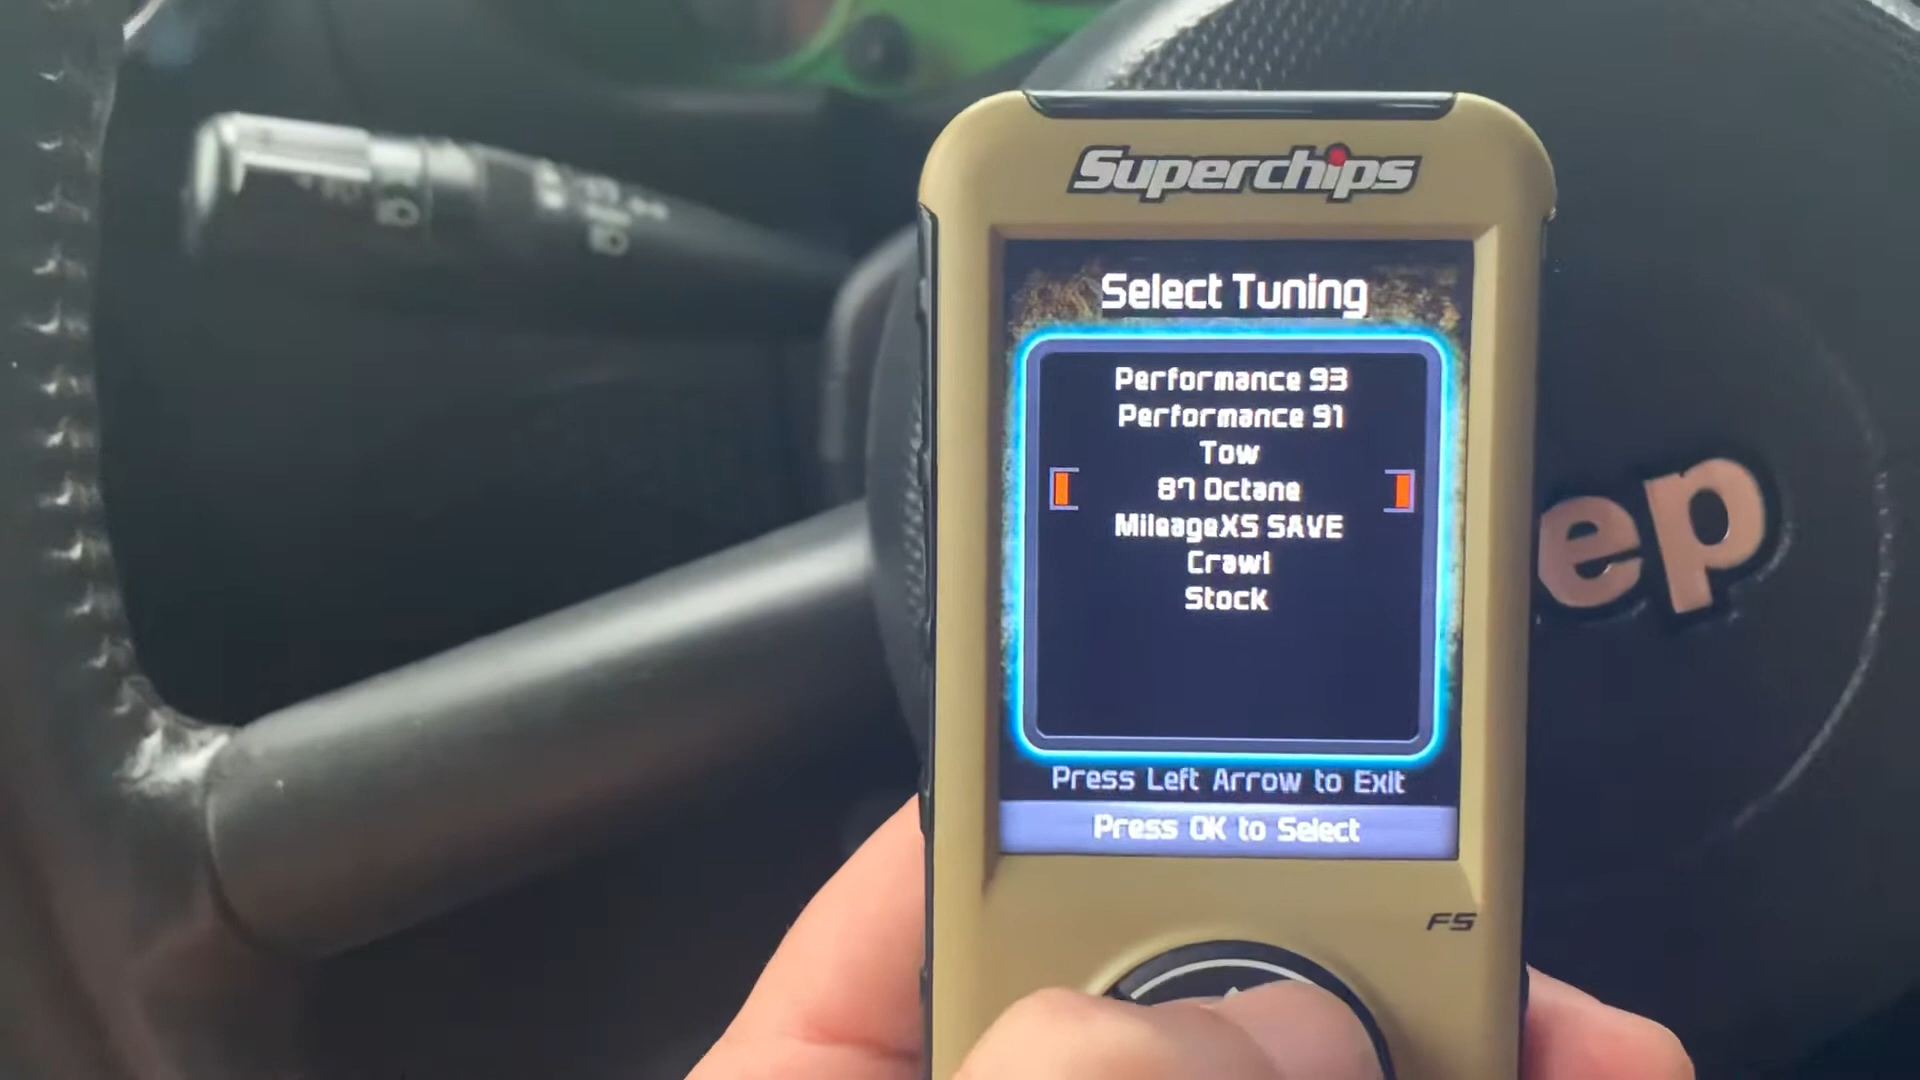 Superchips
Select Tuning
Performance 93
Performance 91
Tow
87 Octane
MileageXS SAVE
Crawl
Stock
ep
Press Left Arrow to Exit
Press OK to Select
F5